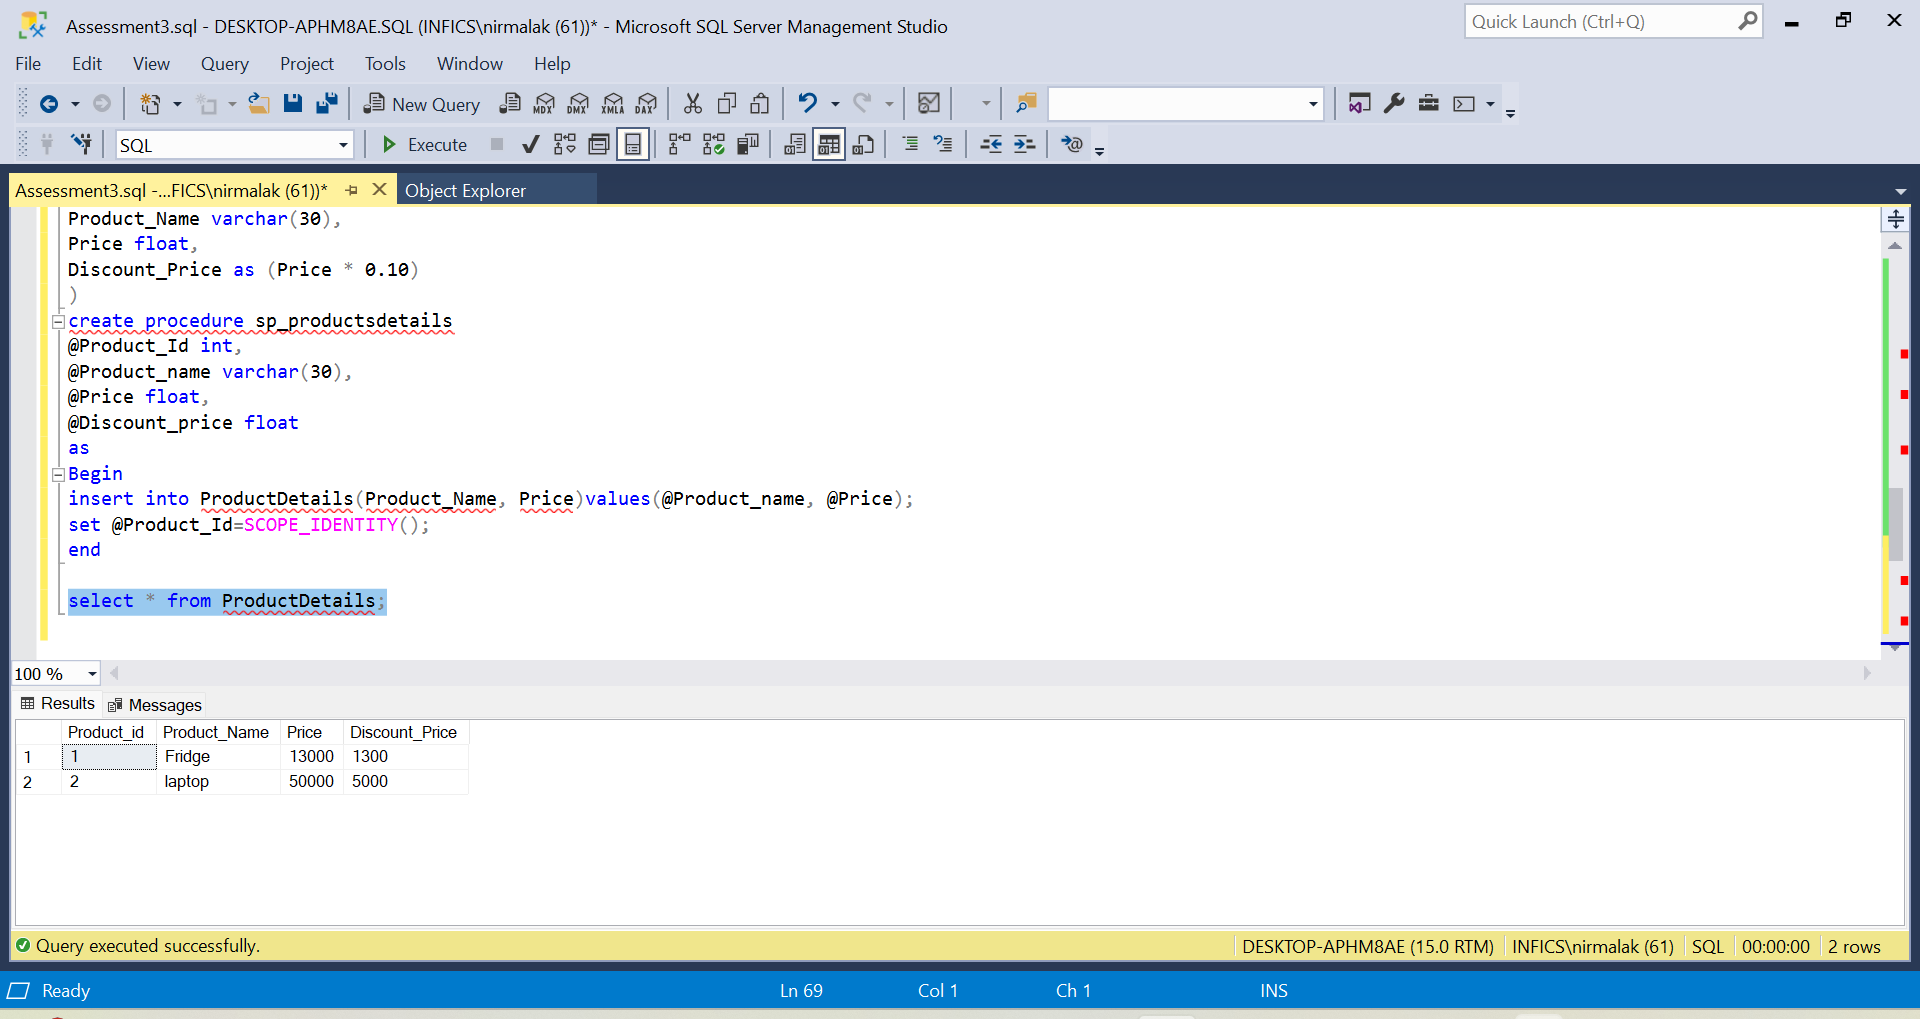 Assessment3.sql - DESKTOP-APHM8AE.SQL (INFICS\nirmalak (61))* - Microsoft SQL Server Management Studio
Quick Launch (Ctrl+Q)
File Edit View Query Project Tools Window Help
New Query MDX DMX XMLA DAX
SQL Execute
Assessment3.sql -...FICS\nirmalak (61))* Object Explorer
Product_Name varchar(30),
Price float,
Discount_Price as (Price * 0.10)
)
create procedure sp_productsdetails
@Product_Id int,
@Product_name varchar(30),
@Price float,
@Discount_price float
as
Begin
insert into ProductDetails(Product_Name, Price)values(@Product_name, @Price);
set @Product_Id=SCOPE_IDENTITY();
end
select * from ProductDetails;
100 %
Results Messages
Product_id Product_Name Price Discount_Price
1 1 Fridge 13000 1300
2 2 laptop 50000 5000
Query executed successfully. DESKTOP-APHM8AE (15.0 RTM) INFICS\nirmalak (61) SQL 00:00:00 2 rows
Ready Ln 69 Col 1 Ch 1 INS